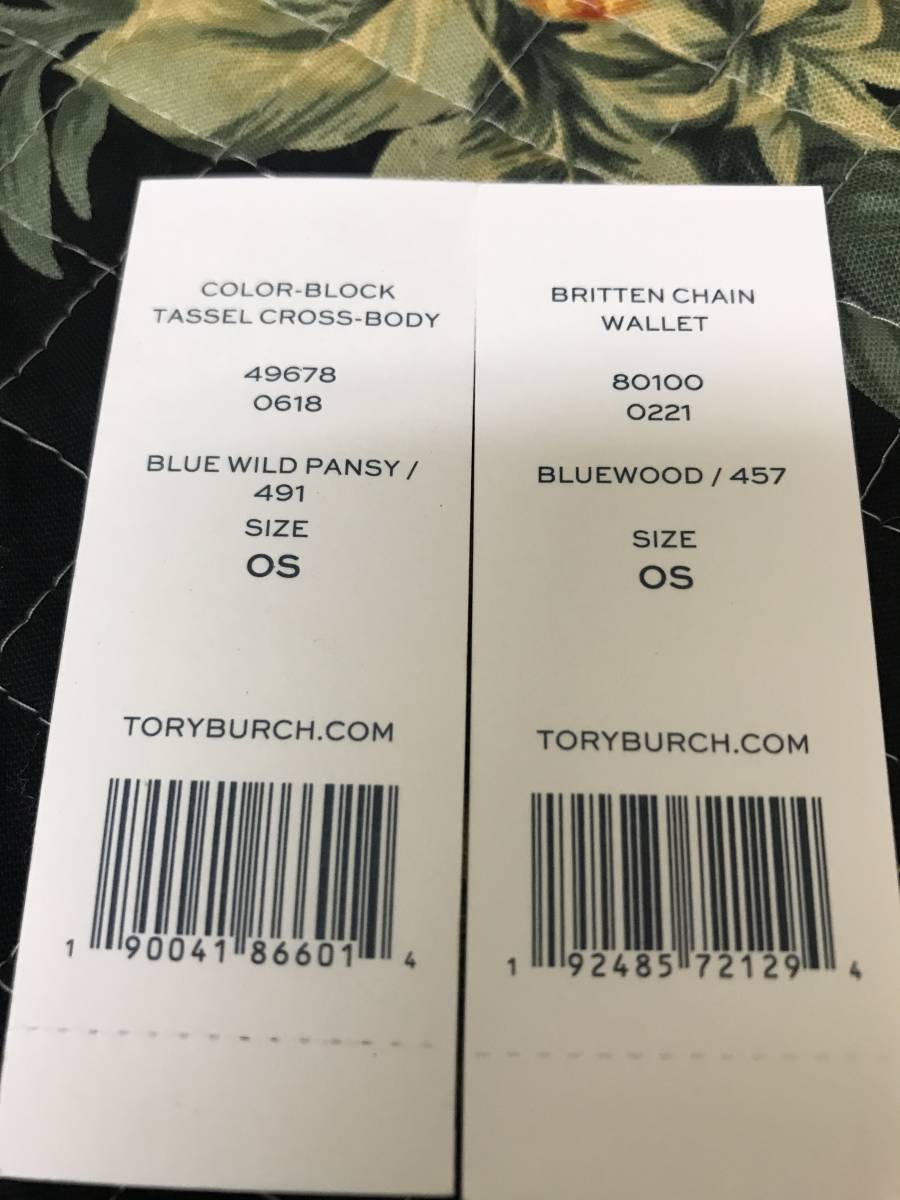 COLOR-BLOCK
TASSEL CROSS-BODY
49678
0618
BLUE WILD PANSY /
491
SIZE
OS
TORYBURCH.COM
1 90041 86601 4
BRITTEN CHAIN
WALLET
80100
0221
BLUEWOOD / 457
SIZE
OS
TORYBURCH.COM
1 92485 72129 4